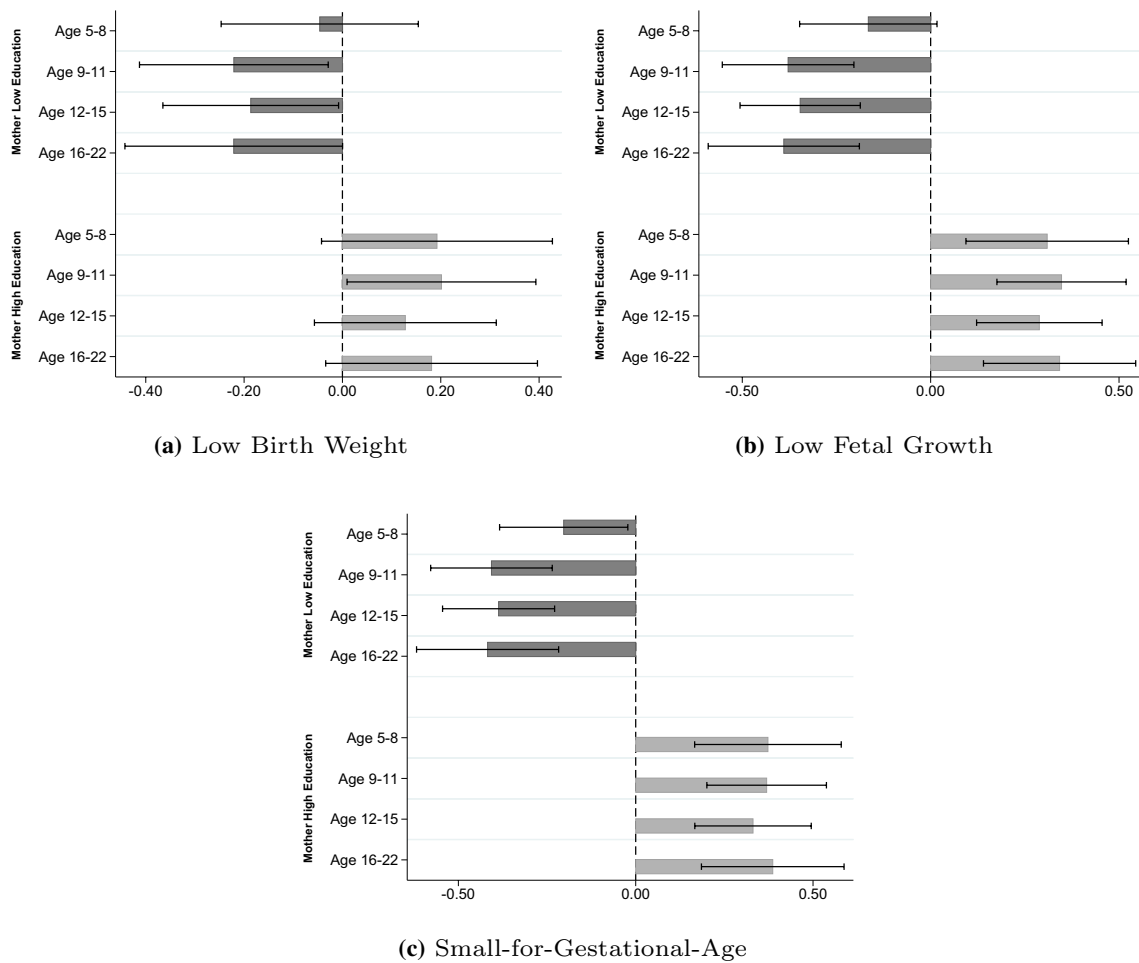 Mother Low Education
Age 5-8
Age 9-11
Age 12-15
Age 16-22
Mother High Education
Age 5-8
Age 9-11
Age 12-15
Age 16-22
-0.40 -0.20 0.00 0.20 0.40
(a) Low Birth Weight
Mother Low Education
Age 5-8
Age 9-11
Age 12-15
Age 16-22
Mother High Education
Age 5-8
Age 9-11
Age 12-15
Age 16-22
-0.50 0.00 0.50
(b) Low Fetal Growth
Mother Low Education
Age 5-8
Age 9-11
Age 12-15
Age 16-22
Mother High Education
Age 5-8
Age 9-11
Age 12-15
Age 16-22
-0.50 0.00 0.50
(c) Small-for-Gestational-Age